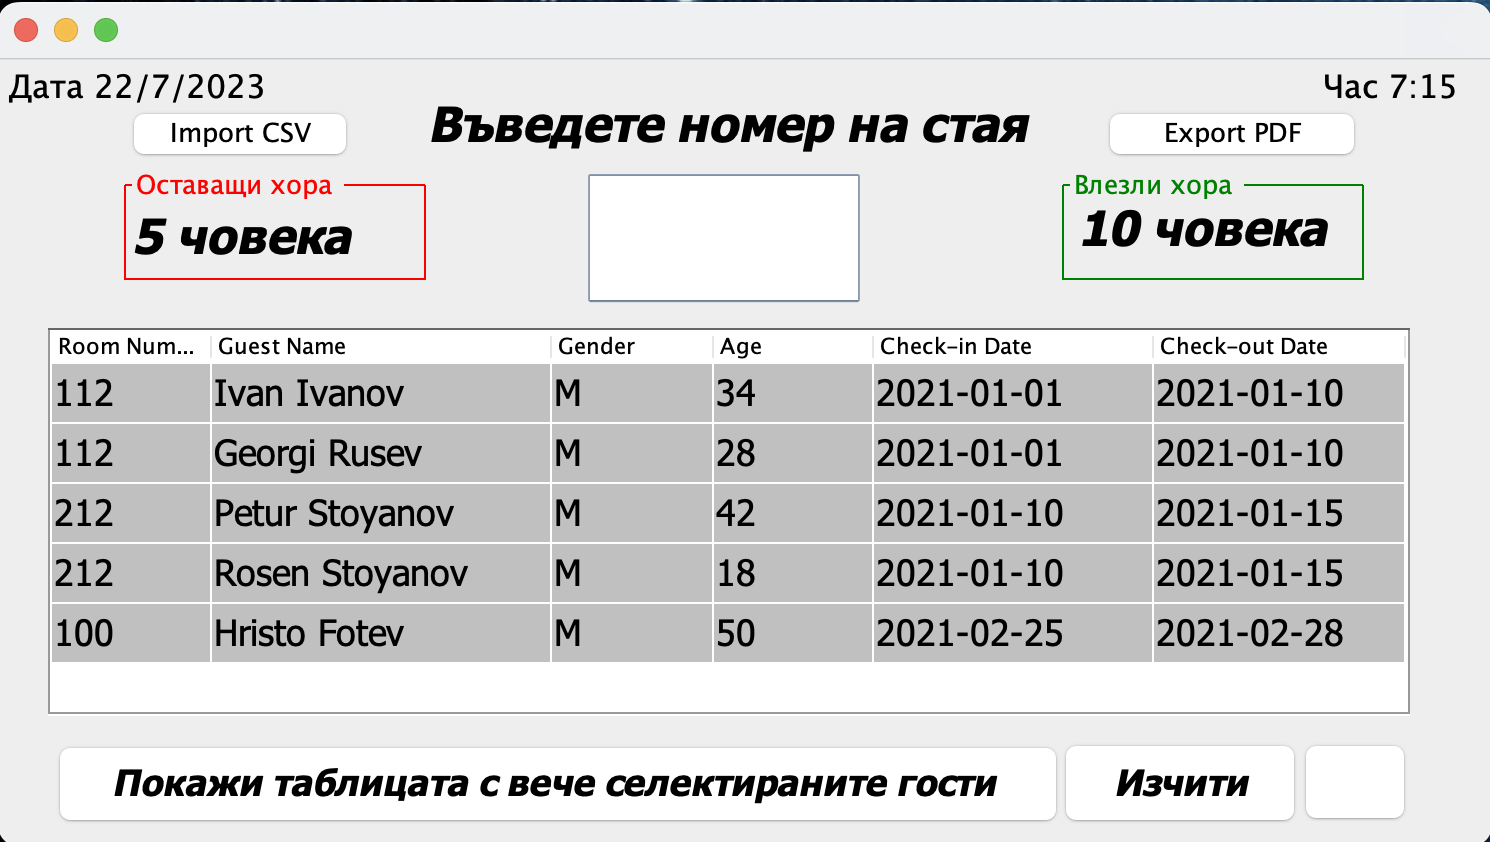 Дата 22/7/2023
Час 7:15
Въведете номер на стая
Import CSV
Export PDF
Оставащи хора
5 човека
Влезли хора
10 човека
Room Num... Guest Name Gender Age Check-in Date Check-out Date
112 Ivan Ivanov M 34 2021-01-01 2021-01-10
112 Georgi Rusev M 28 2021-01-01 2021-01-10
212 Petur Stoyanov M 42 2021-01-10 2021-01-15
212 Rosen Stoyanov M 18 2021-01-10 2021-01-15
100 Hristo Fotev M 50 2021-02-25 2021-02-28
Покажи таблицата с вече селектираните гости
Изчити